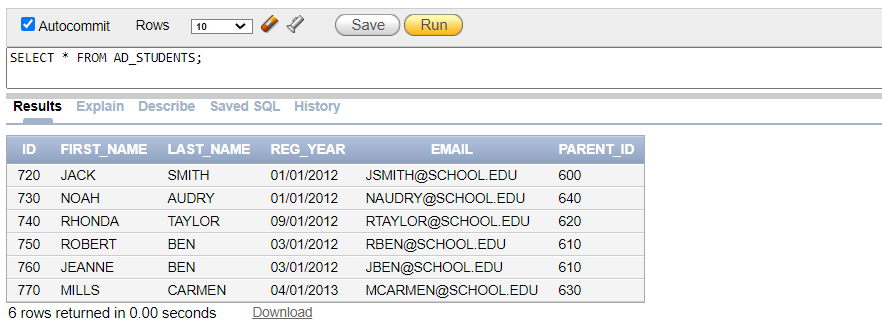 Autocommit Rows 10 Save Run
SELECT * FROM AD_STUDENTS;
Results Explain Describe Saved SQL History
ID FIRST_NAME LAST_NAME REG_YEAR EMAIL PARENT_ID
720 JACK SMITH 01/01/2012 JSMITH@SCHOOL.EDU 600
730 NOAH AUDRY 01/01/2012 NAUDRY@SCHOOL.EDU 640
740 RHONDA TAYLOR 09/01/2012 RTAYLOR@SCHOOL.EDU 620
750 ROBERT BEN 03/01/2012 RBEN@SCHOOL.EDU 610
760 JEANNE BEN 03/01/2012 JBEN@SCHOOL.EDU 610
770 MILLS CARMEN 04/01/2013 MCARMEN@SCHOOL.EDU 630
6 rows returned in 0.00 seconds Download